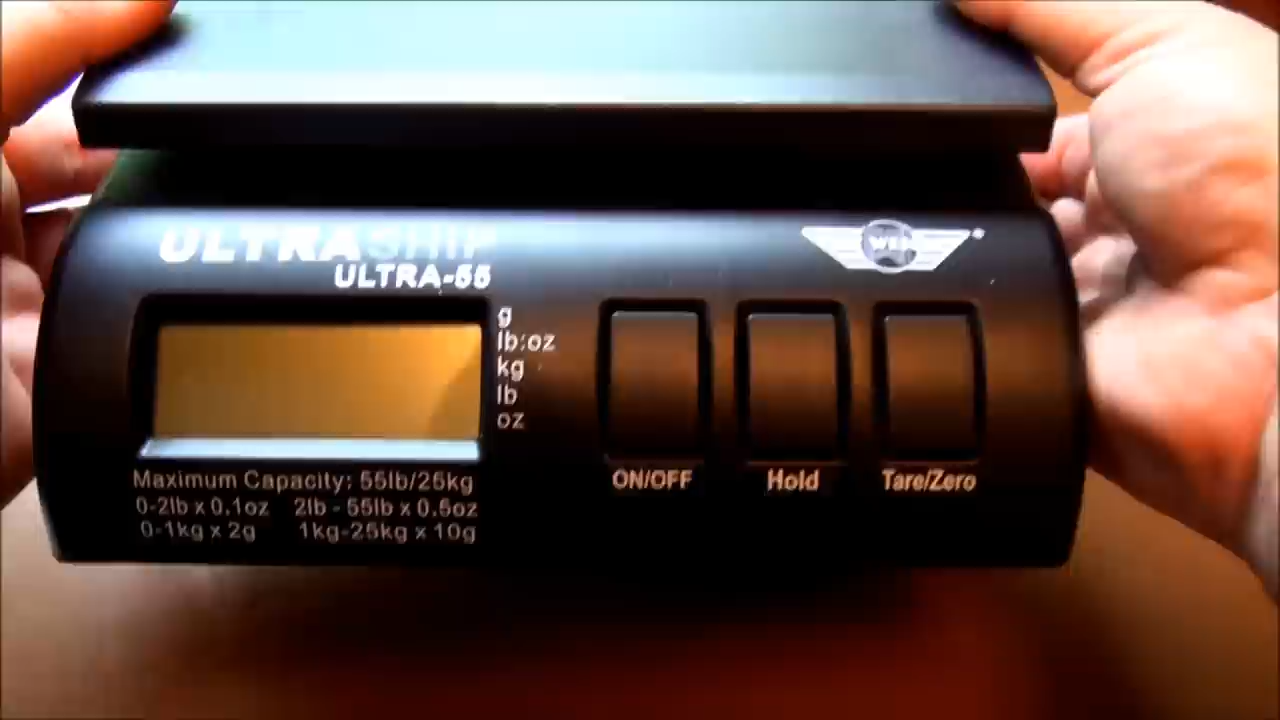 ULTRASHIP
ULTRA-55
g
lb:oz
kg
lb
oz
Maximum Capacity: 55lb/25kg
0-2lb x 0.1oz 2lb - 55lb x 0.5oz
0-1kg x 2g 1kg-25kg x 10g
ON/OFF
Hold
Tare/Zero